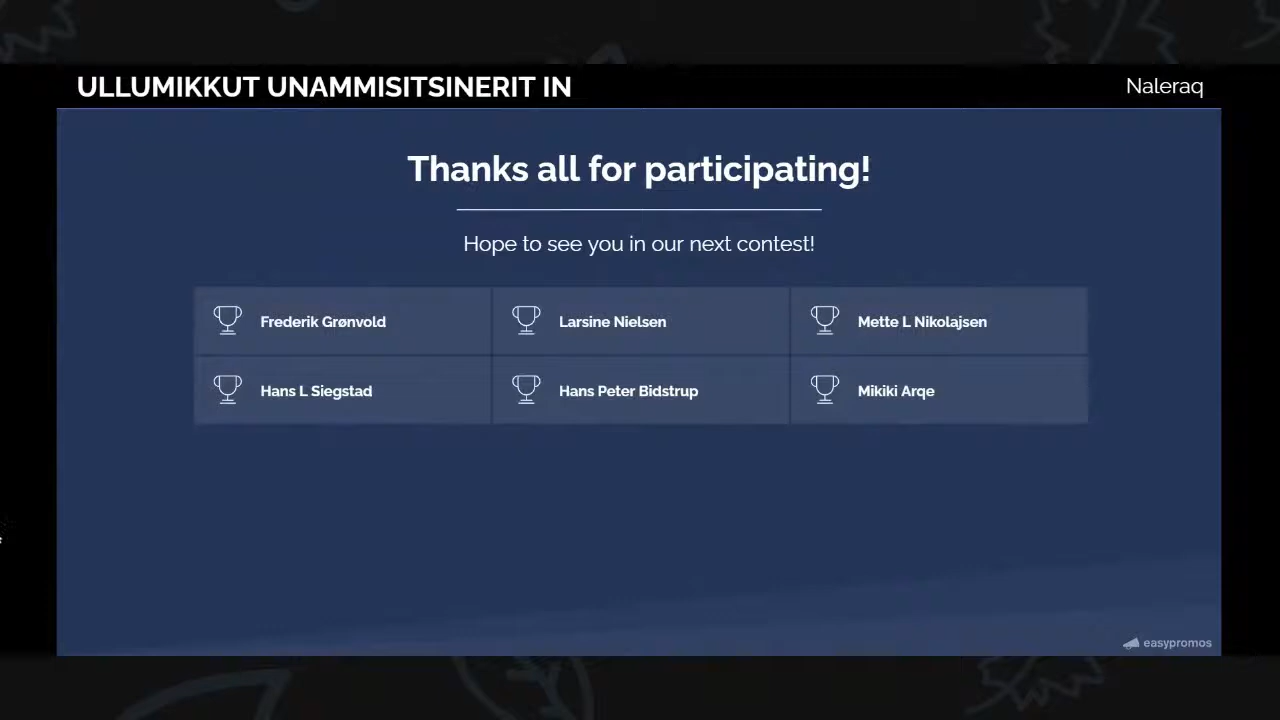 ULLUMIKKUT UNAMMISITSINERIT IN
Naleraq
Thanks all for participating!
Hope to see you in our next contest!
Frederik Grønvold
Larsine Nielsen
Mette L Nikolajsen
Hans L Siegstad
Hans Peter Bidstrup
Mikiki Arqe
easypromos